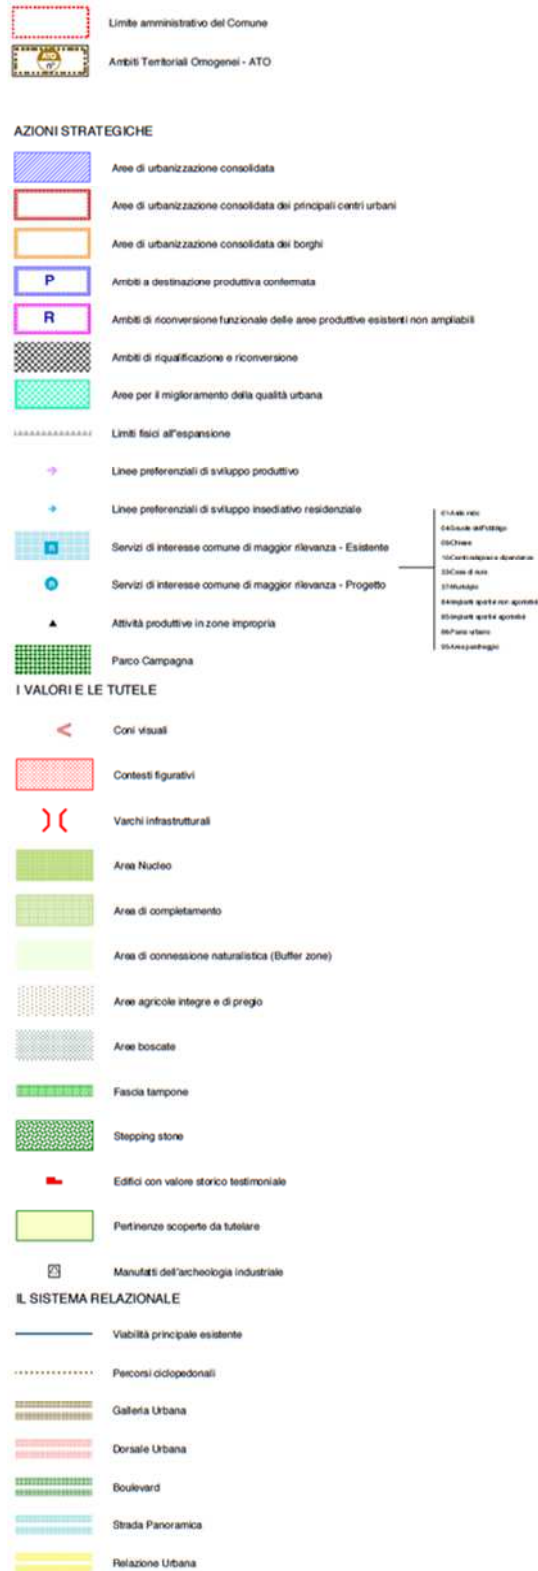 Limite amministrativo del Comune
ATO
n°
Ambiti Territoriali Omogenei - ATO
AZIONI STRATEGICHE
Aree di urbanizzazione consolidata
Aree di urbanizzazione consolidata dei principali centri urbani
Aree di urbanizzazione consolidata dei borghi
P
Ambiti a destinazione produttiva confermata
R
Ambiti di riconversione funzionale delle aree produttive esistenti non ampliabili
Ambiti di riqualificazione e riconversione
Aree per il miglioramento della qualità urbana
Limiti fisici all"espansione
Linee preferenziali di sviluppo produttivo
Linee preferenziali di sviluppo insediativo residenziale
n
Servizi di interesse comune di maggior rilevanza - Esistente
n
Servizi di interesse comune di maggior rilevanza - Progetto
Attività produttive in zone impropria
Parco Campagna
I VALORI E LE TUTELE
Coni visuali
Contesti figurativi
Varchi infrastrutturali
Area Nucleo
Area di completamento
Area di connessione naturalistica (Buffer zone)
Aree agricole integre e di pregio
Aree boscate
Fascia tampone
Stepping stone
Edifici con valore storico testimoniale
Pertinenze scoperte da tutelare
Manufatti dell'archeologia industriale
IL SISTEMA RELAZIONALE
Viabilità principale esistente
Percorsi ciclopedonali
Galleria Urbana
Dorsale Urbana
Boulevard
Strada Panoramica
Relazione Urbana